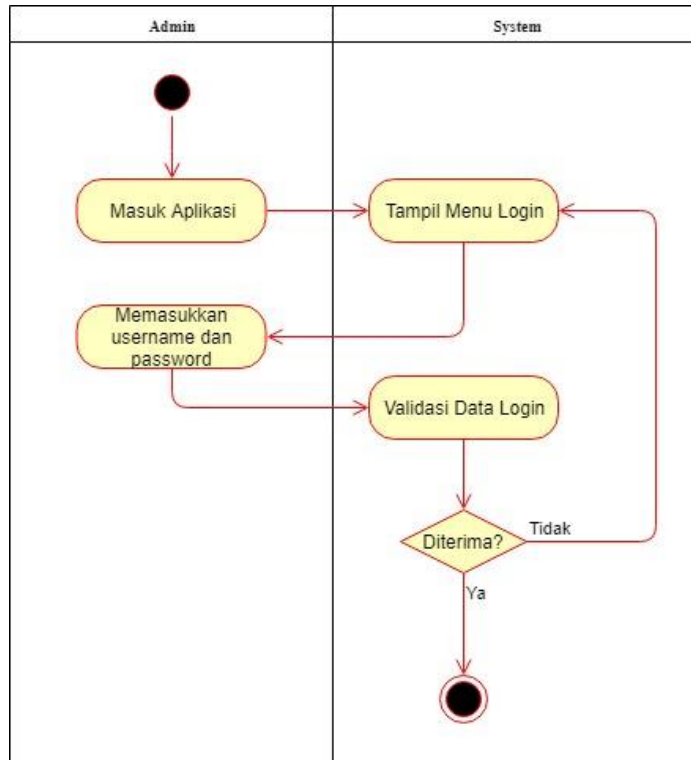 Admin
System
Masuk Aplikasi
Tampil Menu Login
Memasukkan
username dan
password
Validasi Data Login
Diterima?
Tidak
Ya